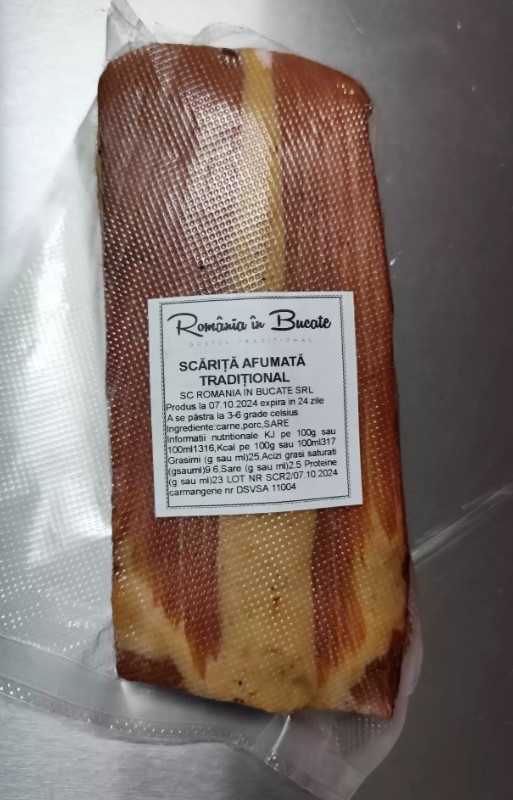 România în Bucate
GUSTUL TRADIȚIONAL
SCĂRIȚĂ AFUMATĂ
TRADIȚIONAL
SC ROMANIA IN BUCATE SRL
Produs la 07.10.2024 expira in 24 zile
A se păstra la 3-6 grade celsius
Ingrediente:carne,porc,SARE
Informatii nutritionale KJ pe 100g sau
100ml1316,Kcal pe 100g sau 100ml317
Grasimi (g sau ml)25,Acizi grasi saturati
(gsauml)9.6,Sare (g sau ml)2.5 Proteine
(g sau ml)23 LOT NR SCR2/07.10.2024
carmangerie nr DSVSA 11004